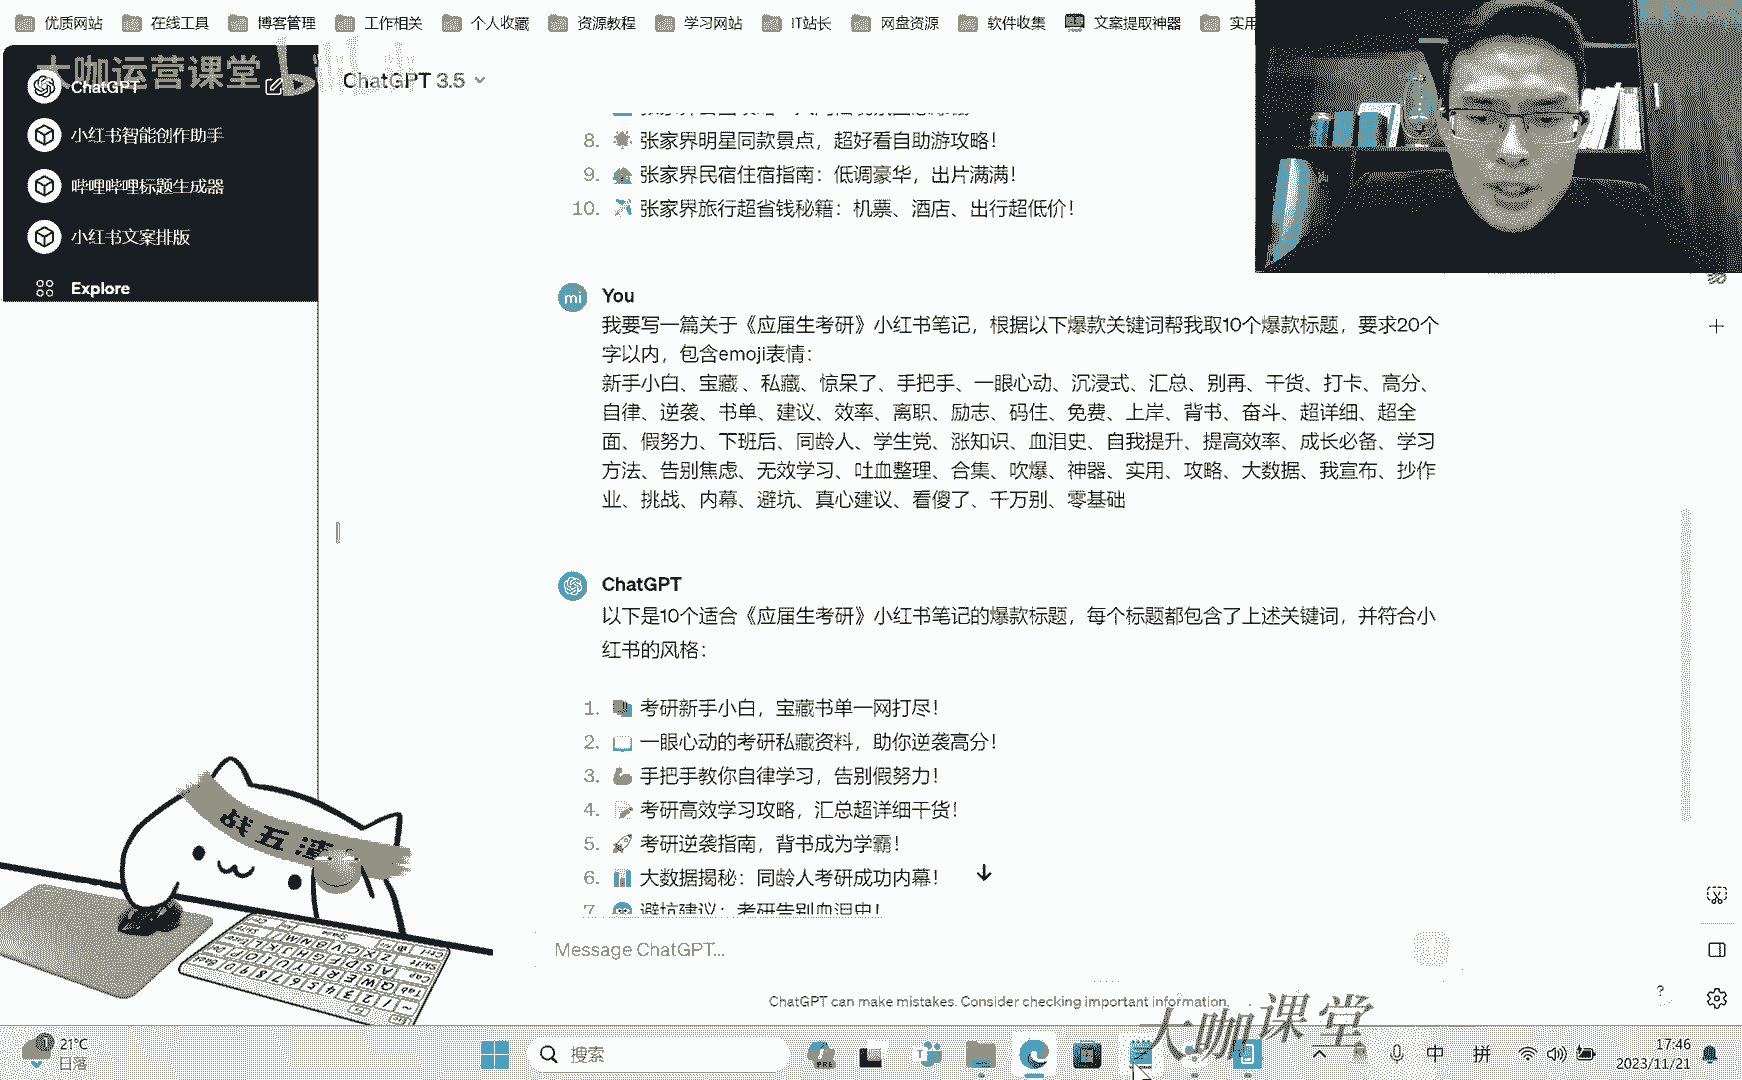 优质网站 在线工具 博客管理 工作相关 个人收藏 资源教程 学习网站 IT站长 网盘资源 软件收集 文案提取神器 实用
大咖运营课堂
ChatGPT
ChatGPT 3.5
小红书智能创作助手
哔哩哔哩标题生成器
小红书文案排版
Explore
8. 张家界明星同款景点，超好看自助游攻略！
9. 张家界民宿住宿指南：低调豪华，出片满满！
10. 张家界旅行超省钱秘籍：机票、酒店、出行超低价！
mi
You
我要写一篇关于《应届生考研》小红书笔记，根据以下爆款关键词帮我取10个爆款标题，要求20个
字以内，包含emoji表情：
新手小白、宝藏 、私藏、惊呆了、手把手、一眼心动、沉浸式、汇总、别再、干货、打卡、高分、
自律、逆袭、书单、建议、效率、离职、励志、码住、免费、上岸、背书、奋斗、超详细、超全
面、假努力、下班后、同龄人、学生党、涨知识、血泪史、自我提升、提高效率、成长必备、学习
方法、告别焦虑、无效学习、吐血整理、合集、吹爆、神器、实用、攻略、大数据、我宣布、抄作
业、挑战、内幕、避坑、真心建议、看傻了、千万别、零基础
ChatGPT
以下是10个适合《应届生考研》小红书笔记的爆款标题，每个标题都包含了上述关键词，并符合小
红书的风格：
1. 考研新手小白，宝藏书单一网打尽！
2. 一眼心动的考研私藏资料，助你逆袭高分！
3. 手把手教你自律学习，告别假努力！
4. 考研高效学习攻略，汇总超详细干货！
5. 考研逆袭指南，背书成为学霸！
6. 大数据揭秘：同龄人考研成功内幕！
7. 避坑建议：考研告别血泪史！
战五渣
Message ChatGPT...
ChatGPT can make mistakes. Consider checking important information.
?
大咖课堂
21°C
日落
搜索
中
拼
17:46
2023/11/21